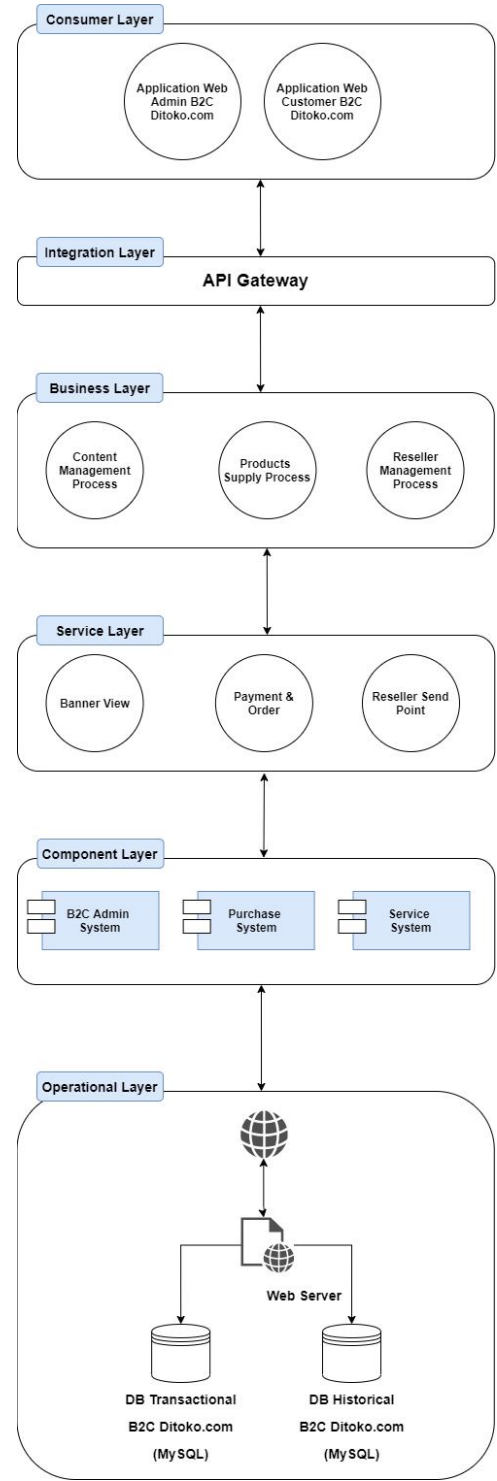 Consumer Layer
Application Web
Admin B2C
Ditoko.com
Application Web
Customer B2C
Ditoko.com
Integration Layer
API Gateway
Business Layer
Content
Management
Process
Products
Supply Process
Reseller
Management
Process
Service Layer
Banner View
Payment &
Order
Reseller Send
Point
Component Layer
B2C Admin
System
Purchase
System
Service
System
Operational Layer
Web Server
DB Transactional
B2C Ditoko.com
(MySQL)
DB Historical
B2C Ditoko.com
(MySQL)